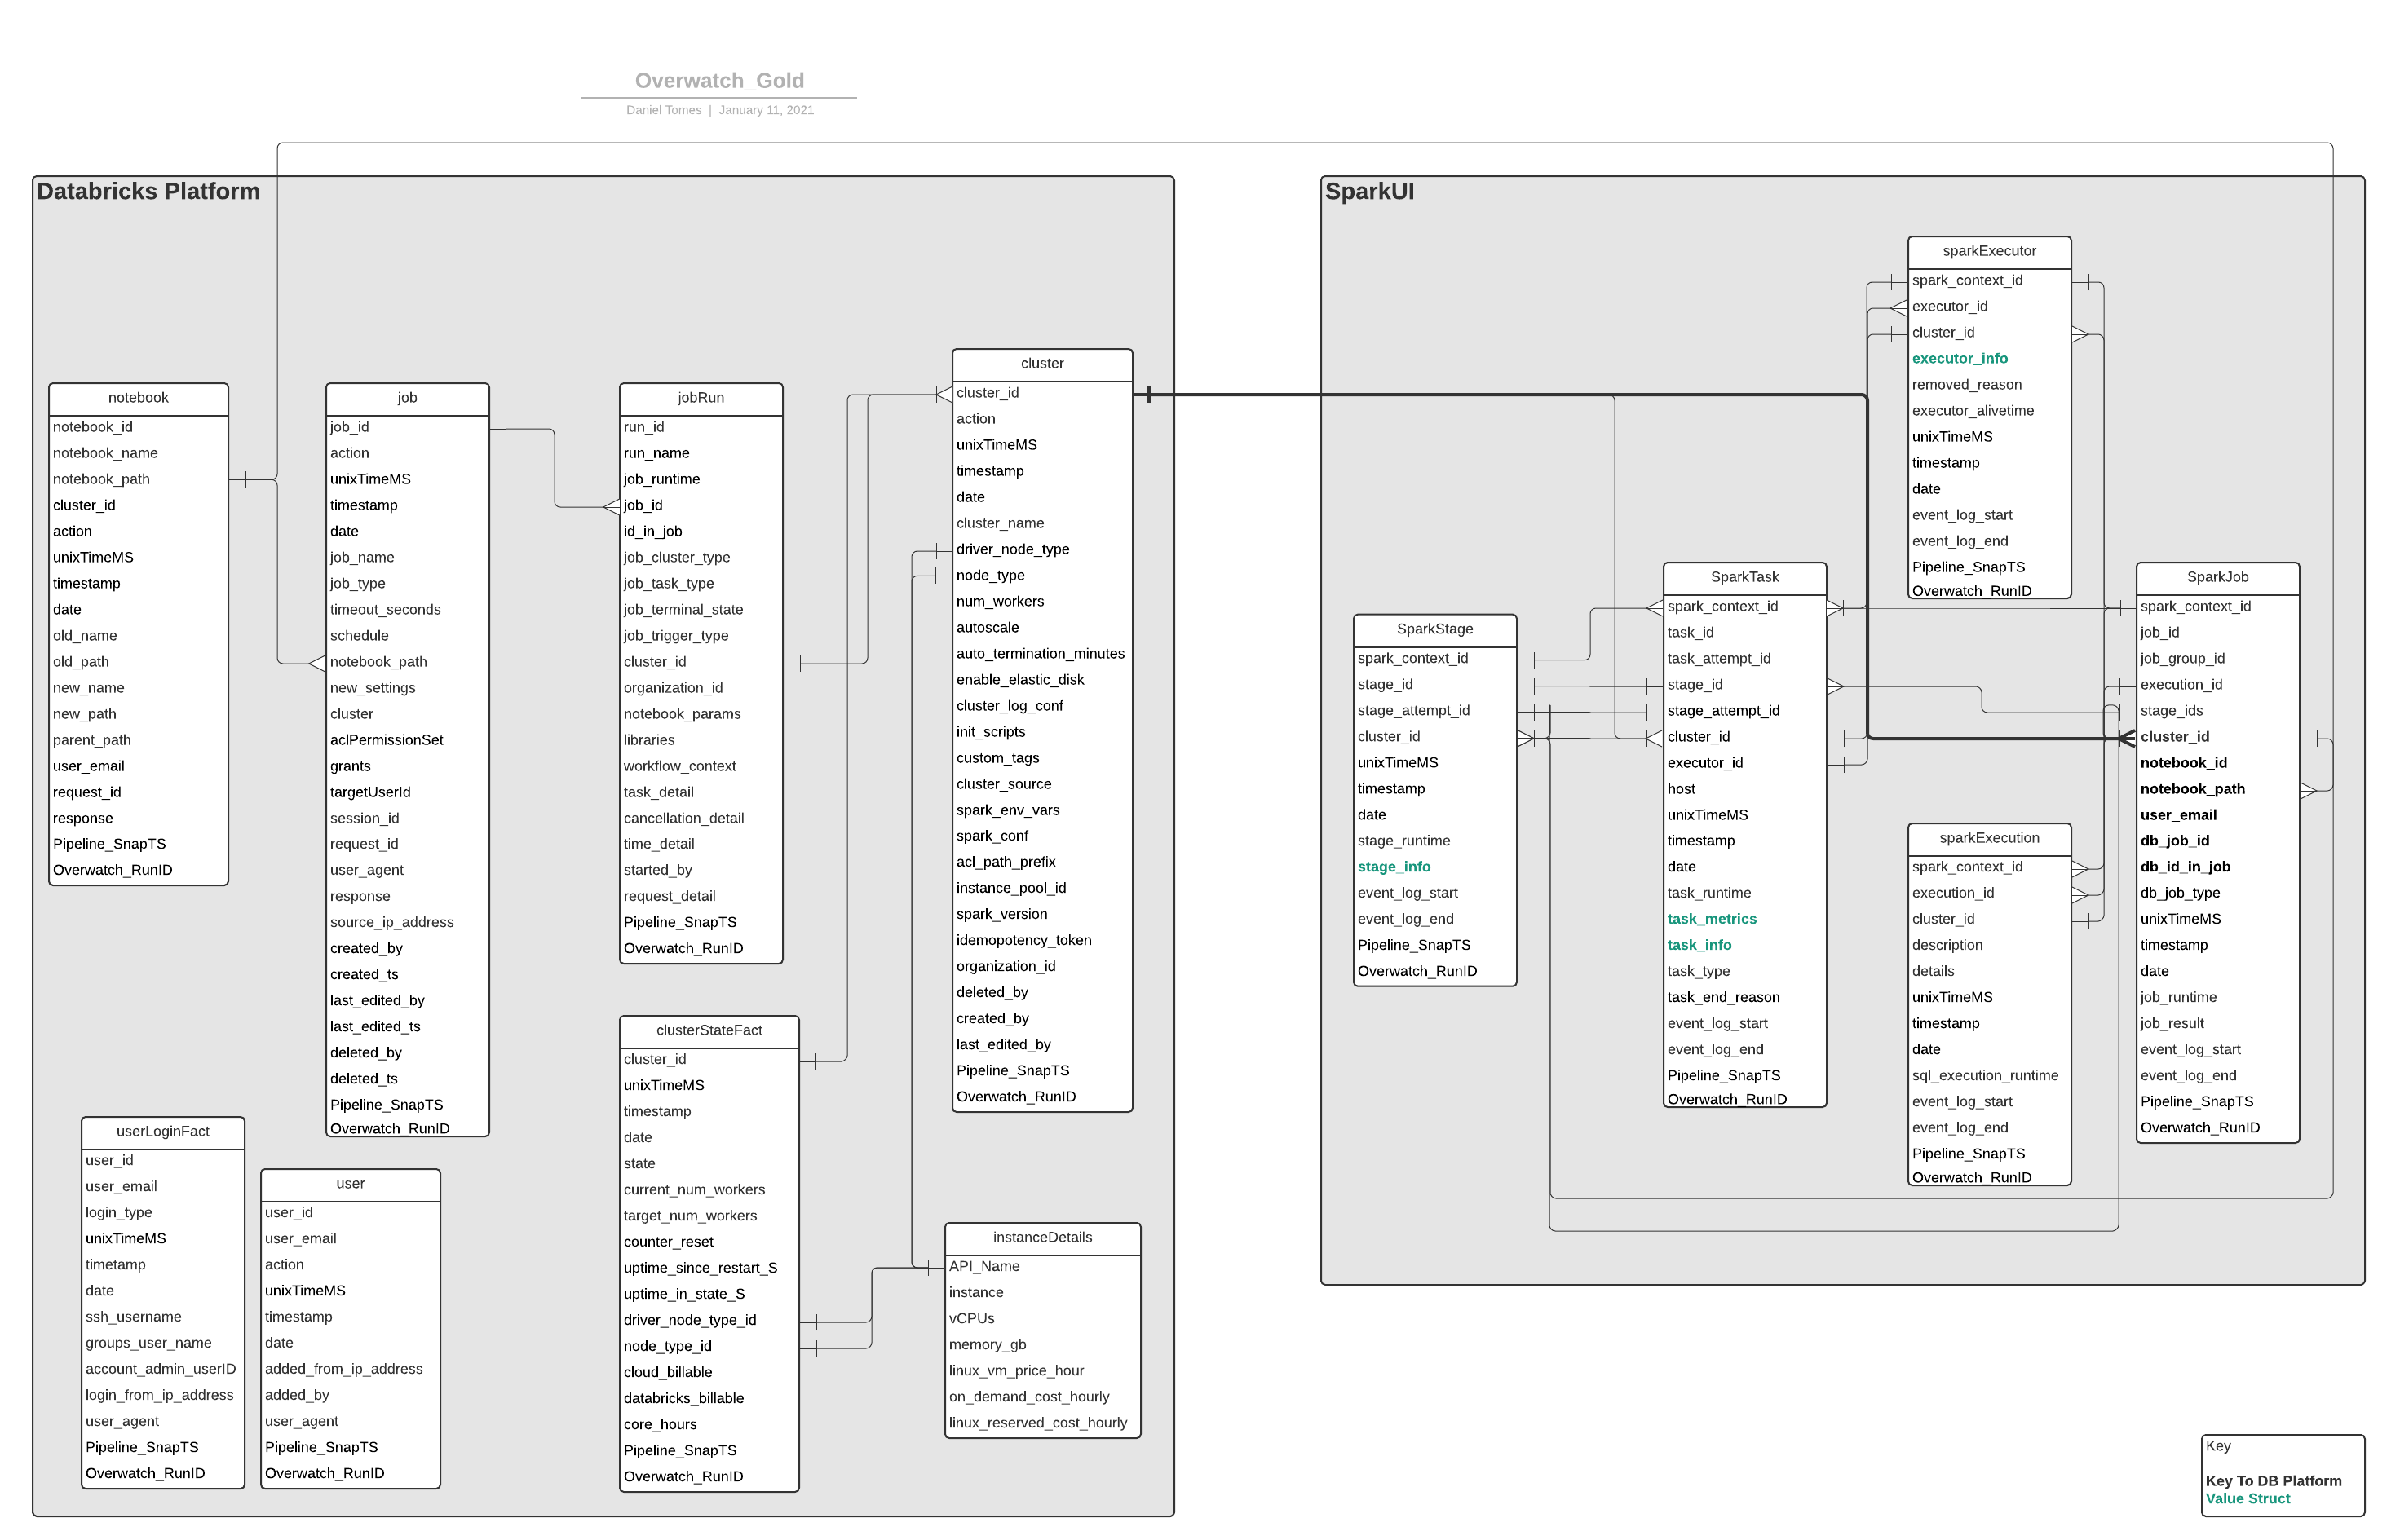 Overwatch_Gold
Daniel Tomes | January 11, 2021
Databricks Platform
notebook
notebook_id
notebook_name
notebook_path
cluster_id
action
unixTimeMS
timestamp
date
old_name
old_path
new_name
new_path
parent_path
user_email
request_id
response
Pipeline_SnapTS
Overwatch_RunID
job
job_id
action
unixTimeMS
timestamp
date
job_name
job_type
timeout_seconds
schedule
notebook_path
new_settings
cluster
aclPermissionSet
grants
targetUserId
session_id
request_id
user_agent
response
source_ip_address
created_by
created_ts
last_edited_by
last_edited_ts
deleted_by
deleted_ts
Pipeline_SnapTS
Overwatch_RunID
jobRun
run_id
run_name
job_runtime
job_id
id_in_job
job_cluster_type
job_task_type
job_terminal_state
job_trigger_type
cluster_id
organization_id
notebook_params
libraries
workflow_context
task_detail
cancellation_detail
time_detail
started_by
request_detail
Pipeline_SnapTS
Overwatch_RunID
cluster
cluster_id
action
unixTimeMS
timestamp
date
cluster_name
driver_node_type
node_type
num_workers
autoscale
auto_termination_minutes
enable_elastic_disk
cluster_log_conf
init_scripts
custom_tags
cluster_source
spark_env_vars
spark_conf
acl_path_prefix
instance_pool_id
spark_version
idemopotency_token
organization_id
deleted_by
created_by
last_edited_by
Pipeline_SnapTS
Overwatch_RunID
userLoginFact
user_id
user_email
login_type
unixTimeMS
timetamp
date
ssh_username
groups_user_name
account_admin_userID
login_from_ip_address
user_agent
Pipeline_SnapTS
Overwatch_RunID
user
user_id
user_email
action
unixTimeMS
timestamp
date
added_from_ip_address
added_by
user_agent
Pipeline_SnapTS
Overwatch_RunID
clusterStateFact
cluster_id
unixTimeMS
timestamp
date
state
current_num_workers
target_num_workers
counter_reset
uptime_since_restart_S
uptime_in_state_S
driver_node_type_id
node_type_id
cloud_billable
databricks_billable
core_hours
Pipeline_SnapTS
Overwatch_RunID
instanceDetails
API_Name
instance
vCPUs
memory_gb
linux_vm_price_hour
on_demand_cost_hourly
linux_reserved_cost_hourly
SparkUI
SparkStage
spark_context_id
stage_id
stage_attempt_id
cluster_id
unixTimeMS
timestamp
date
stage_runtime
stage_info
event_log_start
event_log_end
Pipeline_SnapTS
Overwatch_RunID
SparkTask
spark_context_id
task_id
task_attempt_id
stage_id
stage_attempt_id
cluster_id
executor_id
host
unixTimeMS
timestamp
date
task_runtime
task_metrics
task_info
task_type
task_end_reason
event_log_start
event_log_end
Pipeline_SnapTS
Overwatch_RunID
sparkExecutor
spark_context_id
executor_id
cluster_id
executor_info
removed_reason
executor_alivetime
unixTimeMS
timestamp
date
event_log_start
event_log_end
Pipeline_SnapTS
Overwatch_RunID
sparkExecution
spark_context_id
execution_id
cluster_id
description
details
unixTimeMS
timestamp
date
sql_execution_runtime
event_log_start
event_log_end
Pipeline_SnapTS
Overwatch_RunID
SparkJob
spark_context_id
job_id
job_group_id
execution_id
stage_ids
cluster_id
notebook_id
notebook_path
user_email
db_job_id
db_id_in_job
db_job_type
unixTimeMS
timestamp
date
job_runtime
job_result
event_log_start
event_log_end
Pipeline_SnapTS
Overwatch_RunID
Key
Key To DB Platform
Value Struct